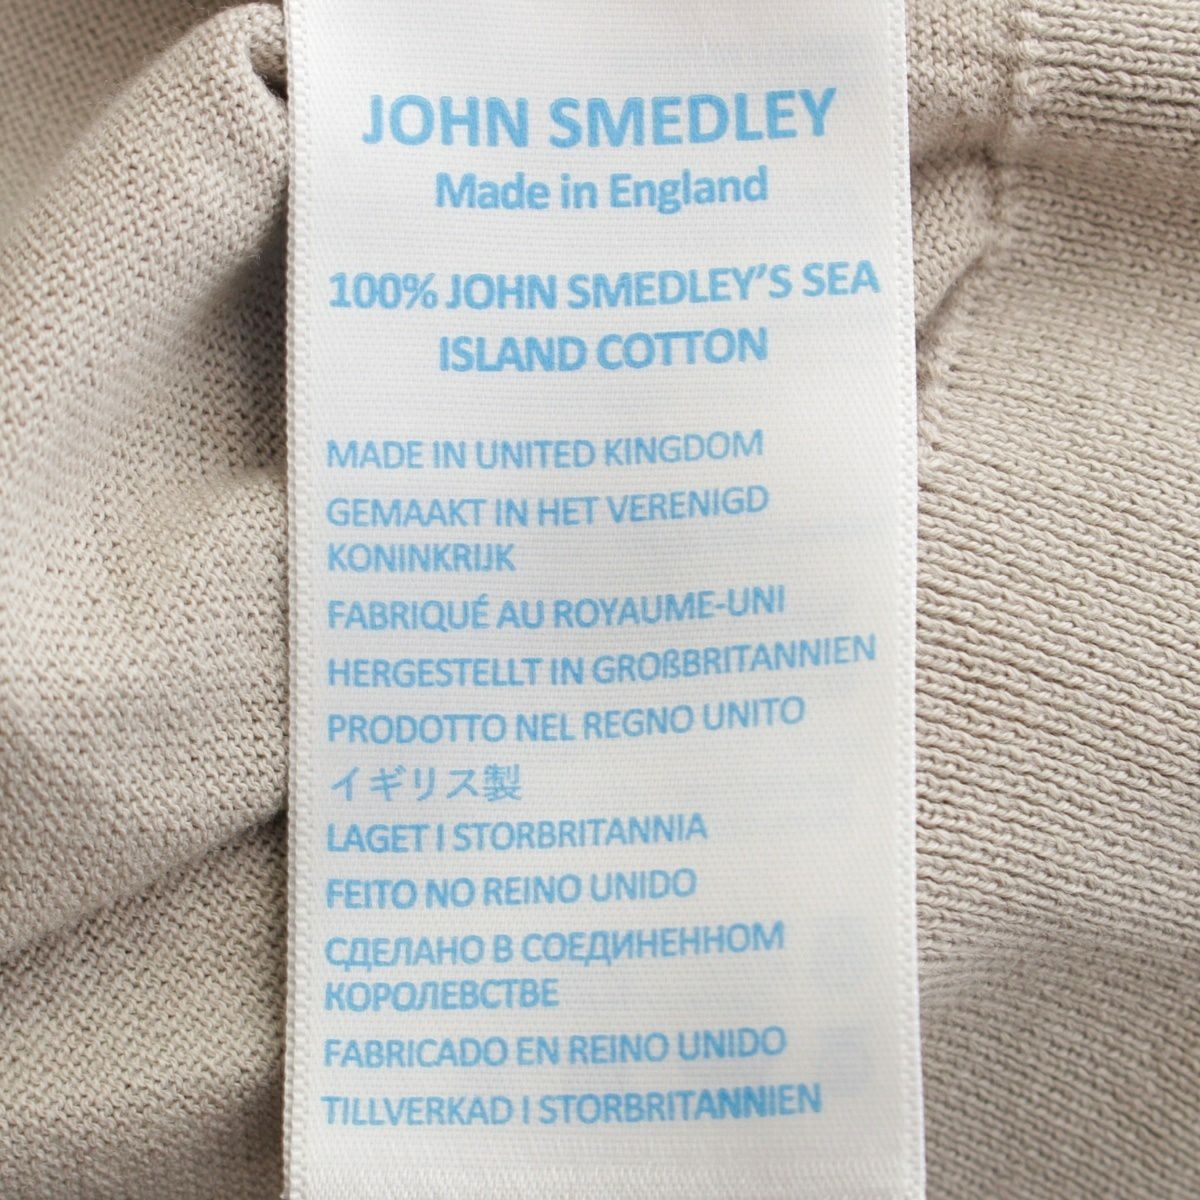 JOHN SMEDLEY
Made in England
100% JOHN SMEDLEY'S SEA
ISLAND COTTON
MADE IN UNITED KINGDOM
GEMAAKT IN HET VERENIGD
KONINKRIJK
FABRIQUÉ AU ROYAUME-UNI
HERGESTELLT IN GROßBRITANNIEN
PRODOTTO NEL REGNO UNITO
イギリス製
LAGET I STORBRITANNIA
FEITO NO REINO UNIDO
СДЕЛАНО В СОЕДИНЕННОМ
КОРОЛЕВСТВЕ
FABRICADO EN REINO UNIDO
TILLVERKAD I STORBRITANNIEN